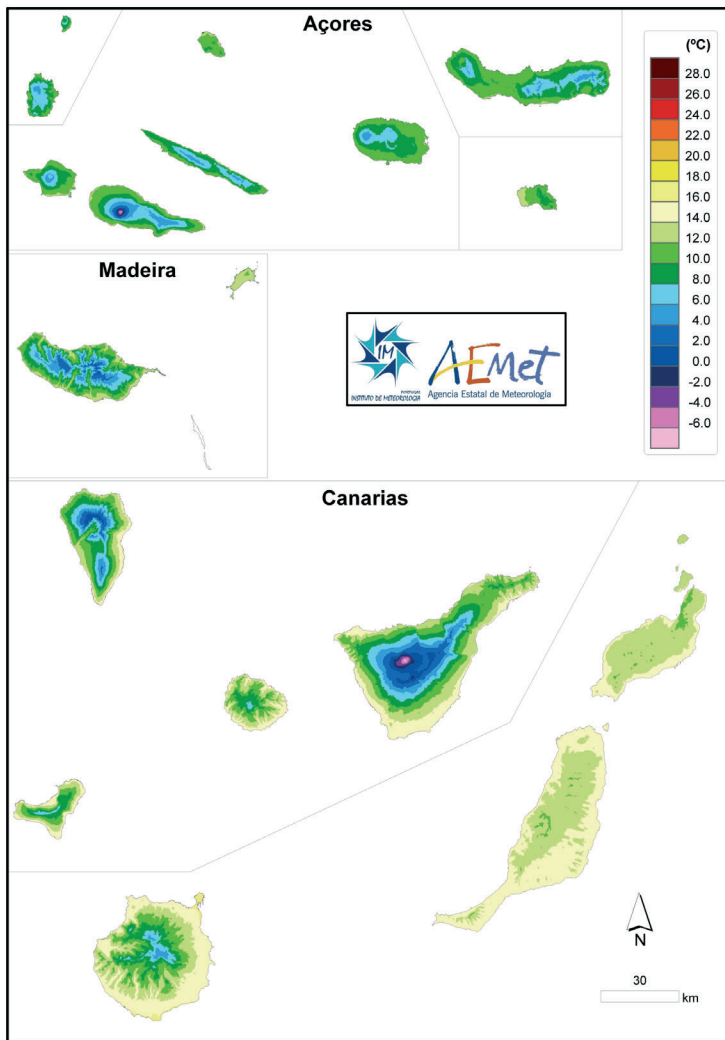 Açores
(ºC)
28.0
26.0
24.0
22.0
20.0
18.0
16.0
14.0
12.0
10.0
8.0
6.0
4.0
2.0
0.0
-2.0
-4.0
-6.0
Madeira
IM
PORTUGAL
INSTITUTO DE METEOROLOGIA
AEMet
Agencia Estatal de Meteorología
Canarias
N
30
km